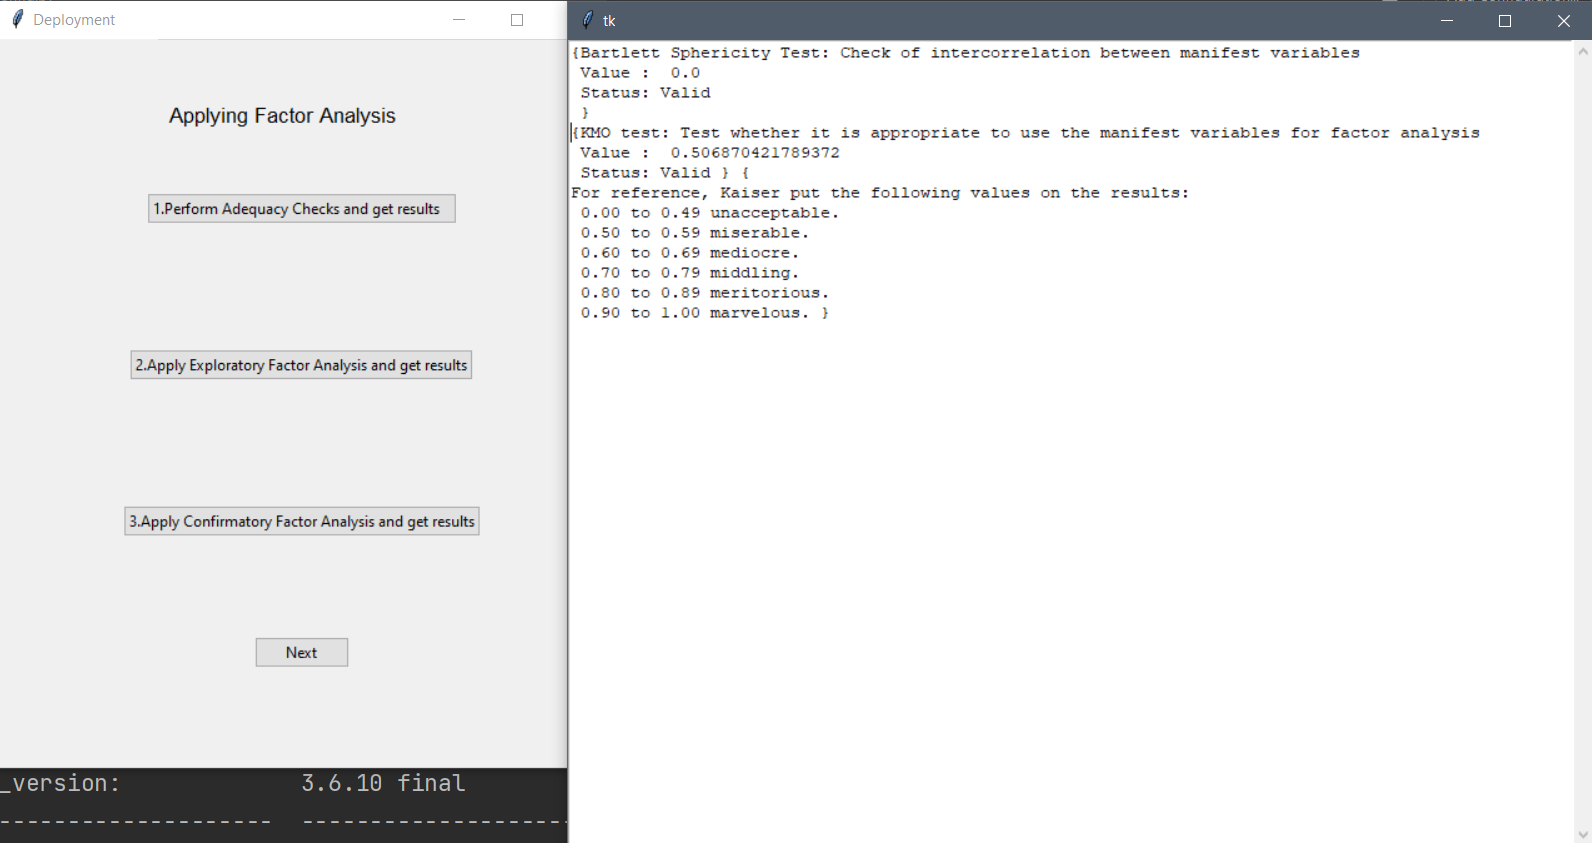 Deployment
Applying Factor Analysis
1.Perform Adequacy Checks and get results
2.Apply Exploratory Factor Analysis and get results
3.Apply Confirmatory Factor Analysis and get results
Next
_version: 3.6.10 final
-------------------- --------------------
tk
{Bartlett Sphericity Test: Check of intercorrelation between manifest variables
Value :  0.0
Status: Valid
}
{KMO test: Test whether it is appropriate to use the manifest variables for factor analysis
Value :  0.506870421789372
Status: Valid } {
For reference, Kaiser put the following values on the results:
0.00 to 0.49 unacceptable.
0.50 to 0.59 miserable.
0.60 to 0.69 mediocre.
0.70 to 0.79 middling.
0.80 to 0.89 meritorious.
0.90 to 1.00 marvelous. }